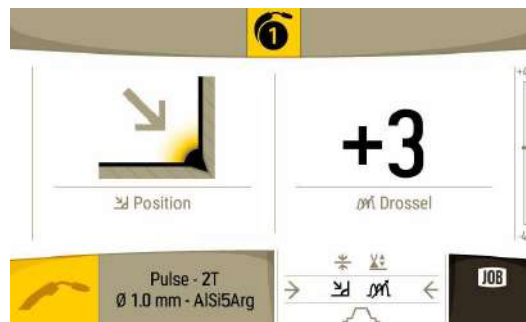 1
+3
Position
Drossel
Pulse - 2T
Ø 1.0 mm - AlSi5Arg
JOB